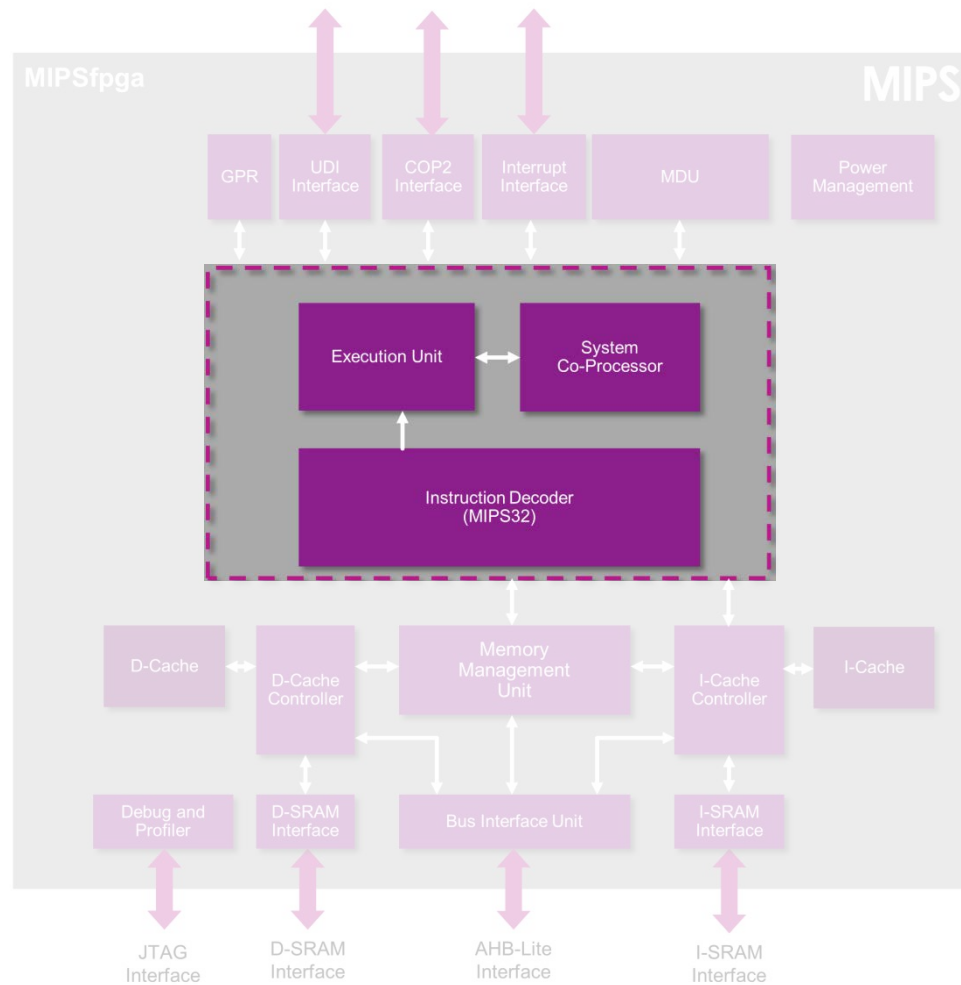 MIPSfpga
MIPS
GPR
UDI
Interface
COP2
Interface
Interrupt
Interface
MDU
Power
Management
Execution Unit
System
Co-Processor
Instruction Decoder
(MIPS32)
D-Cache
D-Cache
Controller
Memory
Management
Unit
I-Cache
Controller
I-Cache
Debug and
Profiler
D-SRAM
Interface
Bus Interface Unit
I-SRAM
Interface
JTAG
Interface
D-SRAM
Interface
AHB-Lite
Interface
I-SRAM
Interface